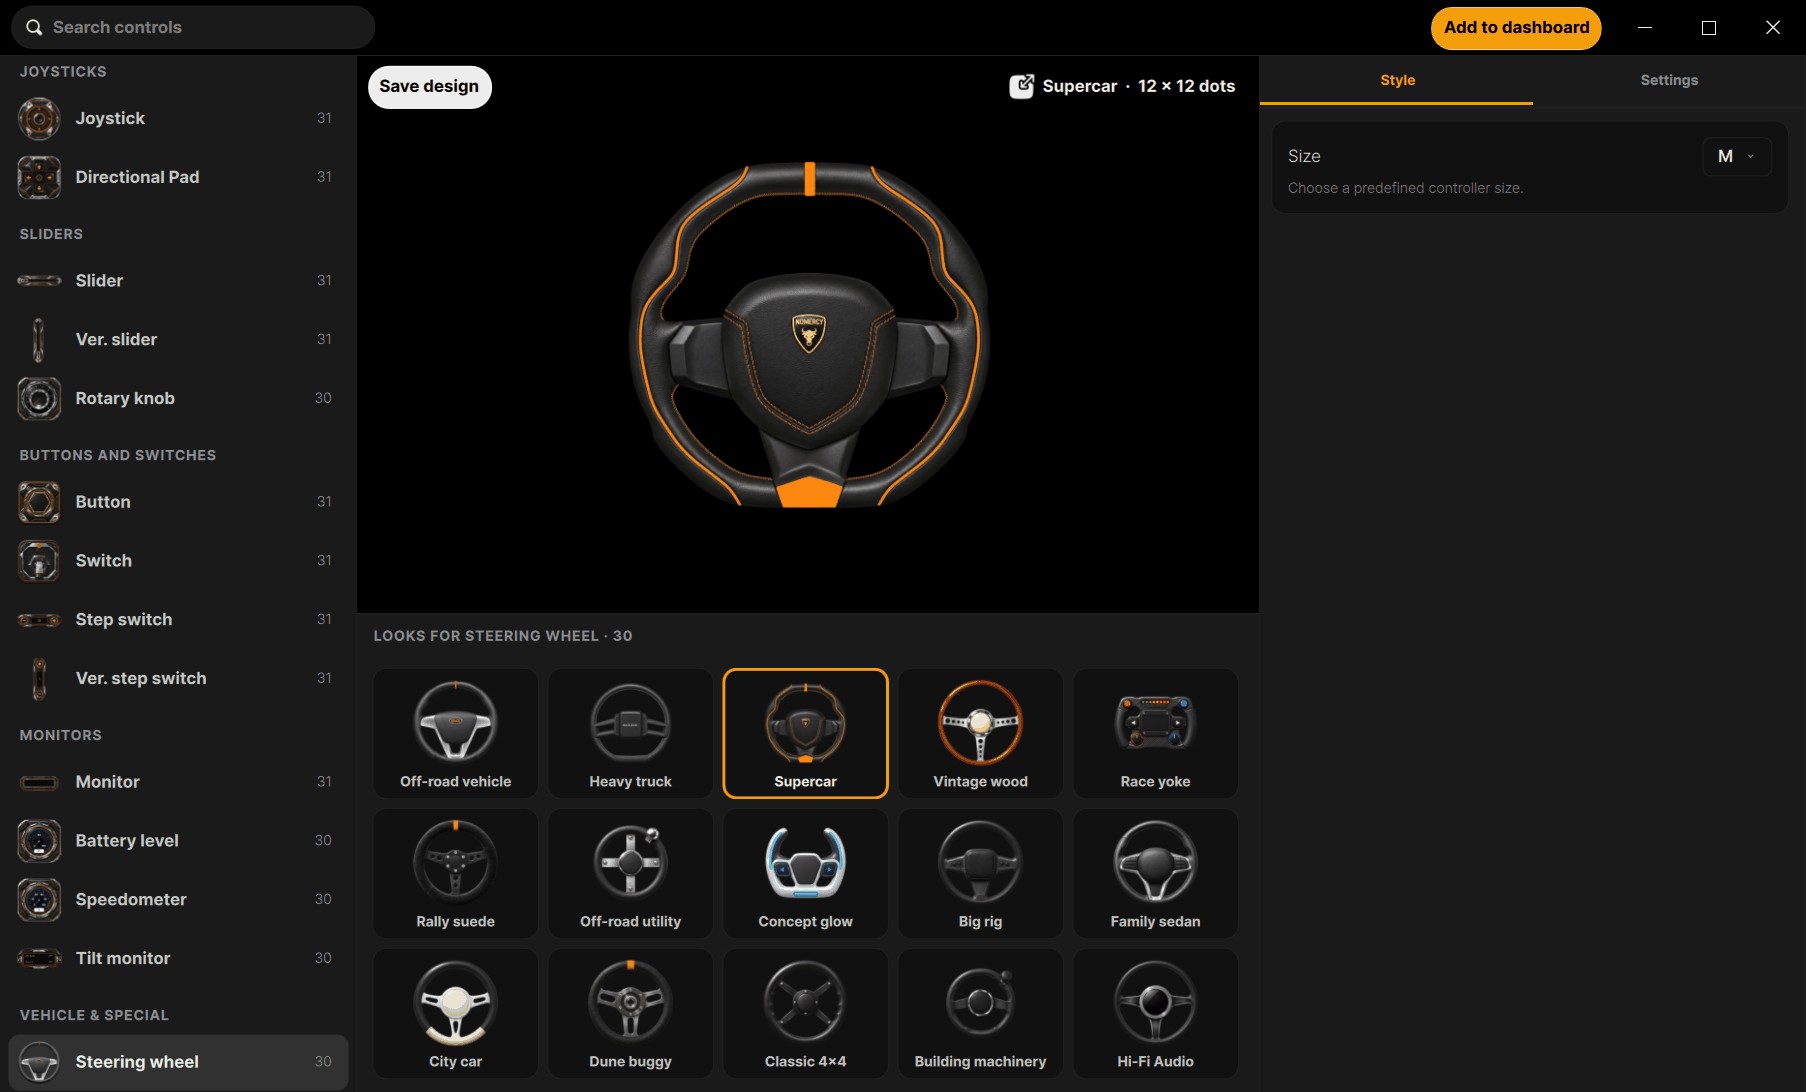 Search controls
Add to dashboard
JOYSTICKS
Joystick 31
Directional Pad 31
SLIDERS
Slider 31
Ver. slider 31
Rotary knob 30
BUTTONS AND SWITCHES
Button 31
Switch 31
Step switch 31
Ver. step switch 31
MONITORS
Monitor 31
Battery level 30
Speedometer 30
Tilt monitor 30
VEHICLE & SPECIAL
Steering wheel 30
Save design
Supercar · 12 × 12 dots
NOMERCY
LOOKS FOR STEERING WHEEL · 30
Off-road vehicle
Heavy truck
Supercar
Vintage wood
Race yoke
Rally suede
Off-road utility
Concept glow
Big rig
Family sedan
City car
Dune buggy
Classic 4×4
Building machinery
Hi-Fi Audio
Style
Settings
Size
M
Choose a predefined controller size.